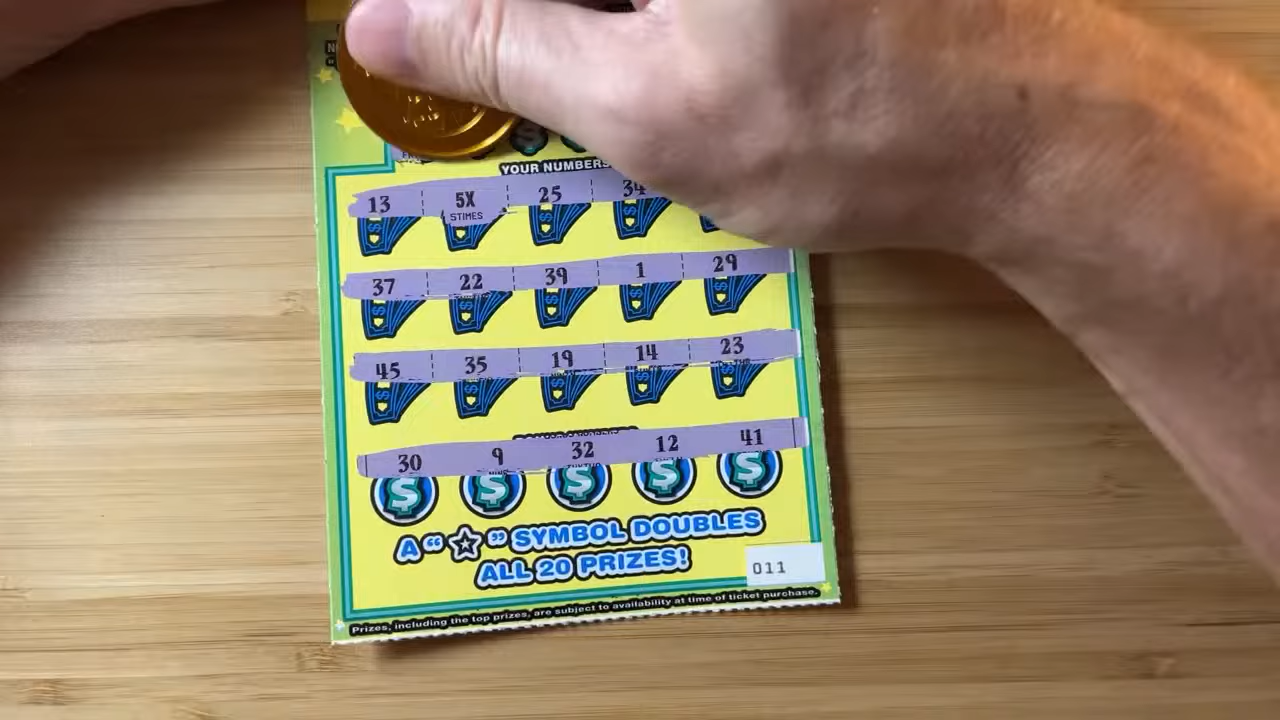 YOUR NUMBERS
13 5X 25 34
5TIMES
37 22 39 1 29
45 35 19 14 23
30 9 32 12 41
A "☆" SYMBOL DOUBLES
ALL 20 PRIZES!
011
Prizes, including the top prizes, are subject to availability at time of ticket purchase.